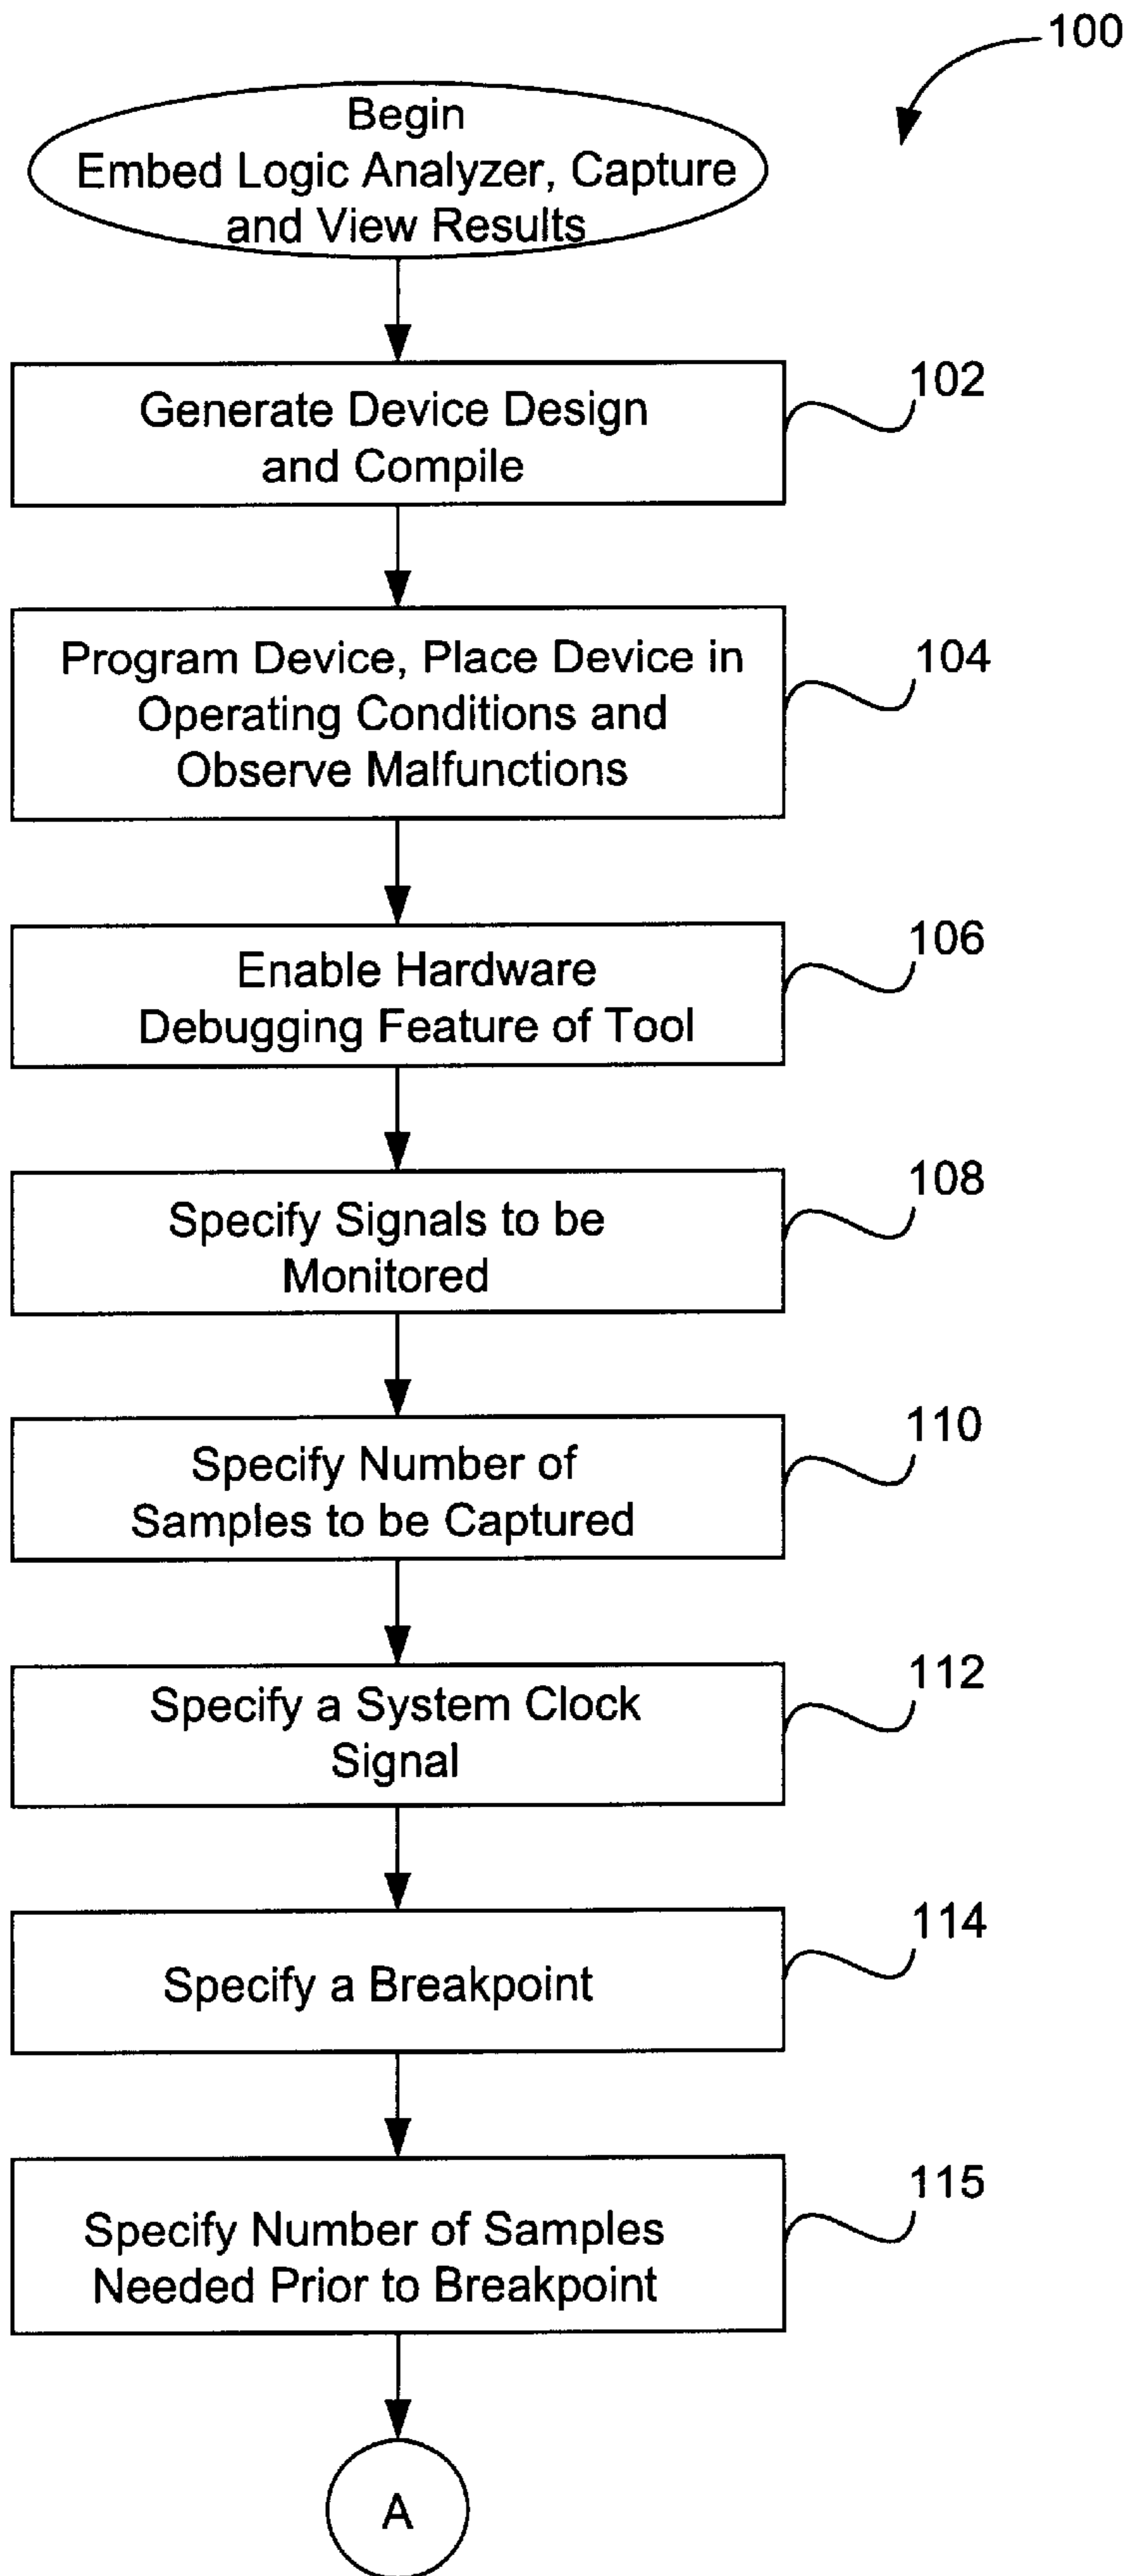 100
Begin
Embed Logic Analyzer, Capture
and View Results
Generate Device Design
and Compile
102
Program Device, Place Device in
Operating Conditions and
Observe Malfunctions
104
Enable Hardware
Debugging Feature of Tool
106
Specify Signals to be
Monitored
108
Specify Number of
Samples to be Captured
110
Specify a System Clock
Signal
112
Specify a Breakpoint
114
Specify Number of Samples
Needed Prior to Breakpoint
115
A